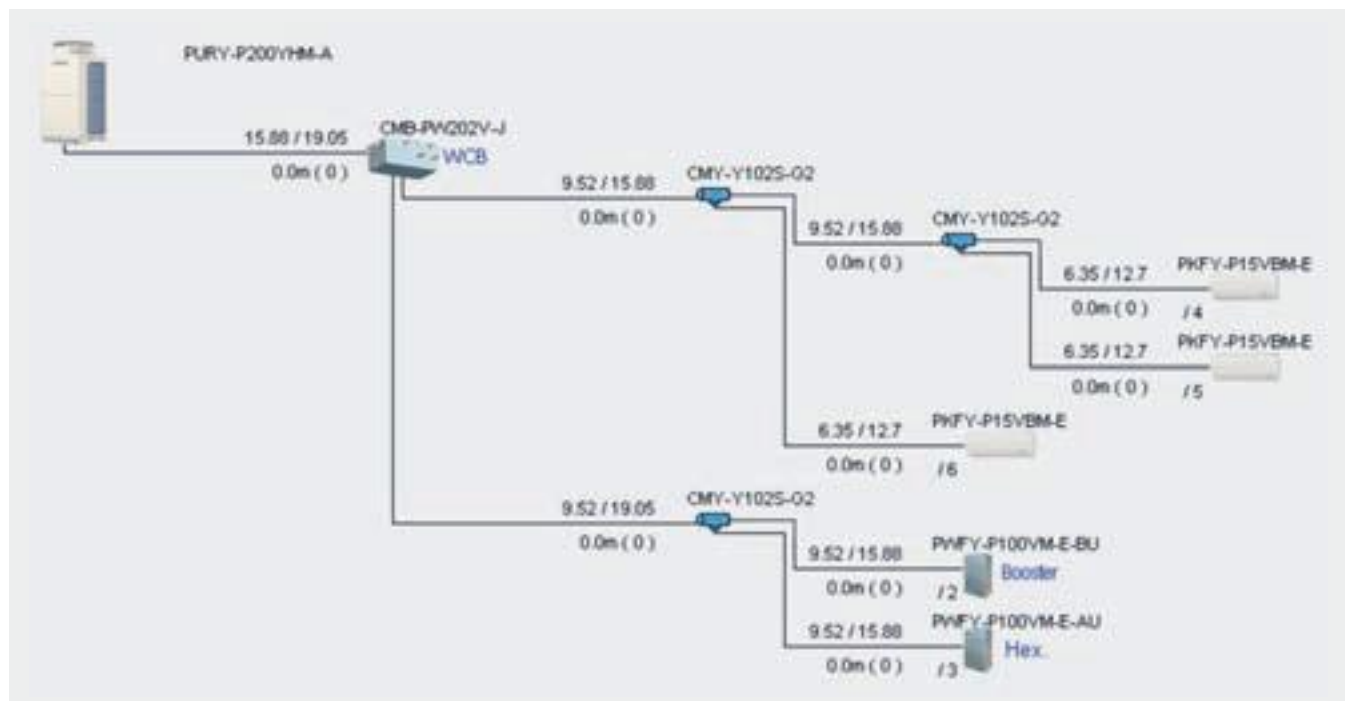 PURY-P200YHM-A
15.88 / 19.05
0.0m ( 0 )
CMB-PW202V-J
WCB
9.52 / 15.88
0.0m ( 0 )
CMY-Y102S-G2
9.52 / 15.88
0.0m ( 0 )
CMY-Y102S-G2
6.35 / 12.7
0.0m ( 0 )
PKFY-P15VBM-E
/ 4
6.35 / 12.7
0.0m ( 0 )
PKFY-P15VBM-E
/ 5
6.35 / 12.7
0.0m ( 0 )
PKFY-P15VBM-E
/ 6
9.52 / 19.05
0.0m ( 0 )
CMY-Y102S-G2
9.52 / 15.88
0.0m ( 0 )
PWFY-P100VM-E-BU
Booster
/ 2
9.52 / 15.88
0.0m ( 0 )
PWFY-P100VM-E-AU
Hex.
/ 3